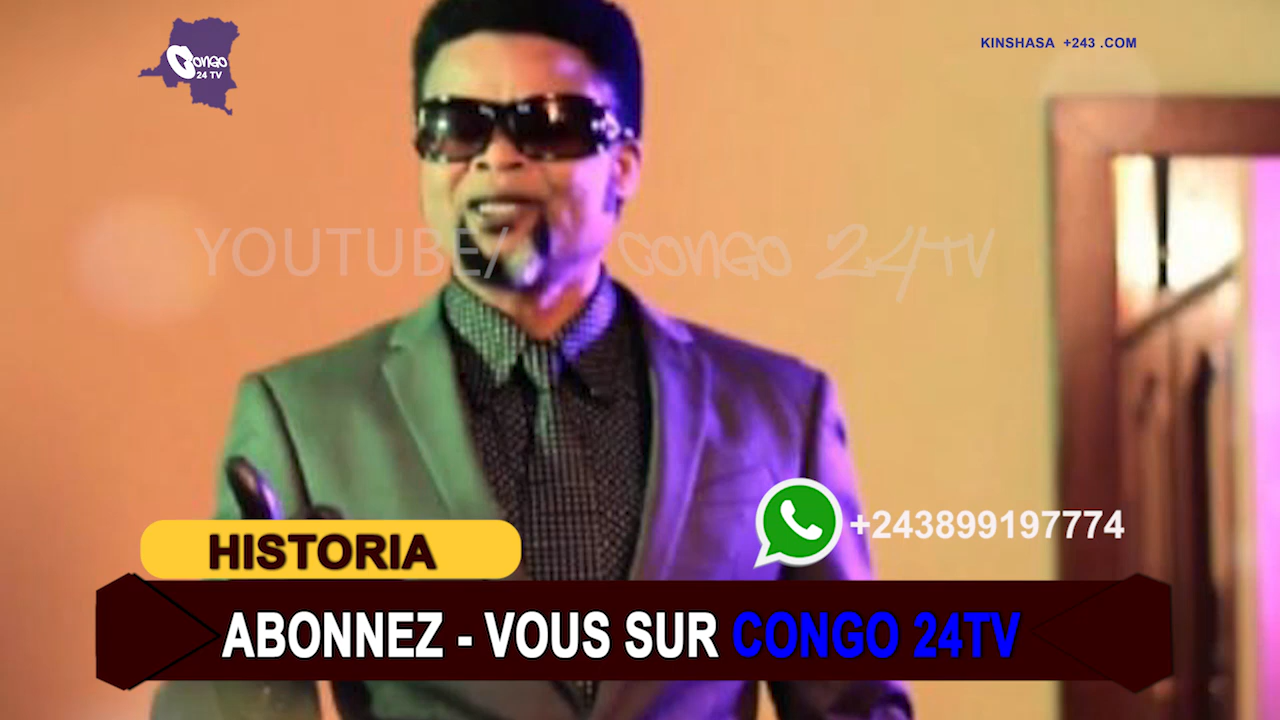 Congo
24 TV
KINSHASA +243 .COM
YOUTUBE/ CONGO 24TV
+243899197774
HISTORIA
ABONNEZ - VOUS SUR CONGO 24TV